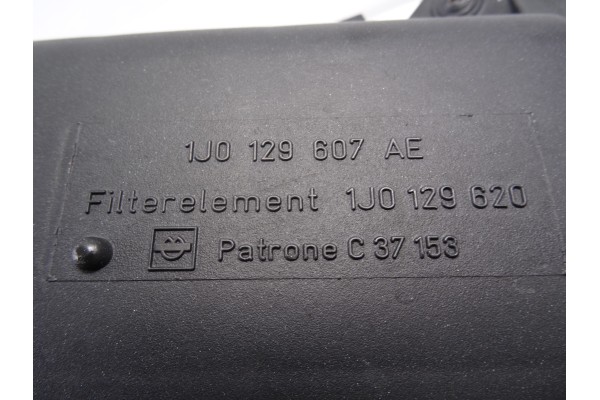 1J0 129 607 AE
Filterelement 1J0 129 620
Patrone C 37 153